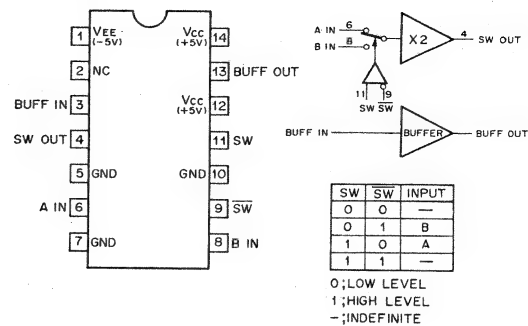 1 VEE (-5V)
VCC (+5V) 14
2 NC
13 BUFF OUT
BUFF IN 3
VCC (+5V) 12
SW OUT 4
11 SW
5 GND
GND 10
A IN 6
9 S̅W̅
7 GND
8 B IN
A IN 6
B IN 8
X2
4 SW OUT
11 9
SW S̅W̅
BUFF IN
BUFFER
BUFF OUT
SW S̅W̅ INPUT
0 0 —
0 1 B
1 0 A
1 1 —
0;LOW LEVEL
1;HIGH LEVEL
–;INDEFINITE